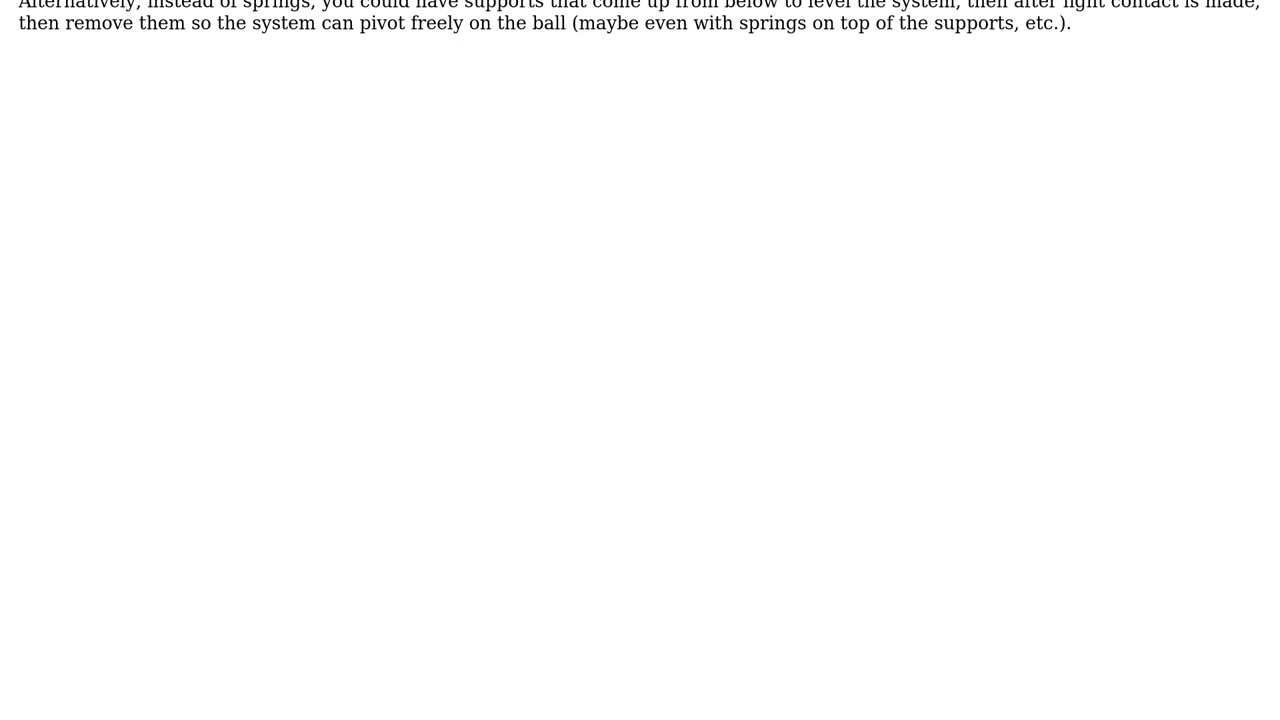 Alternatively, instead of springs, you could have supports that come up from below to level the system, then after light contact is made,
then remove them so the system can pivot freely on the ball (maybe even with springs on top of the supports, etc.).